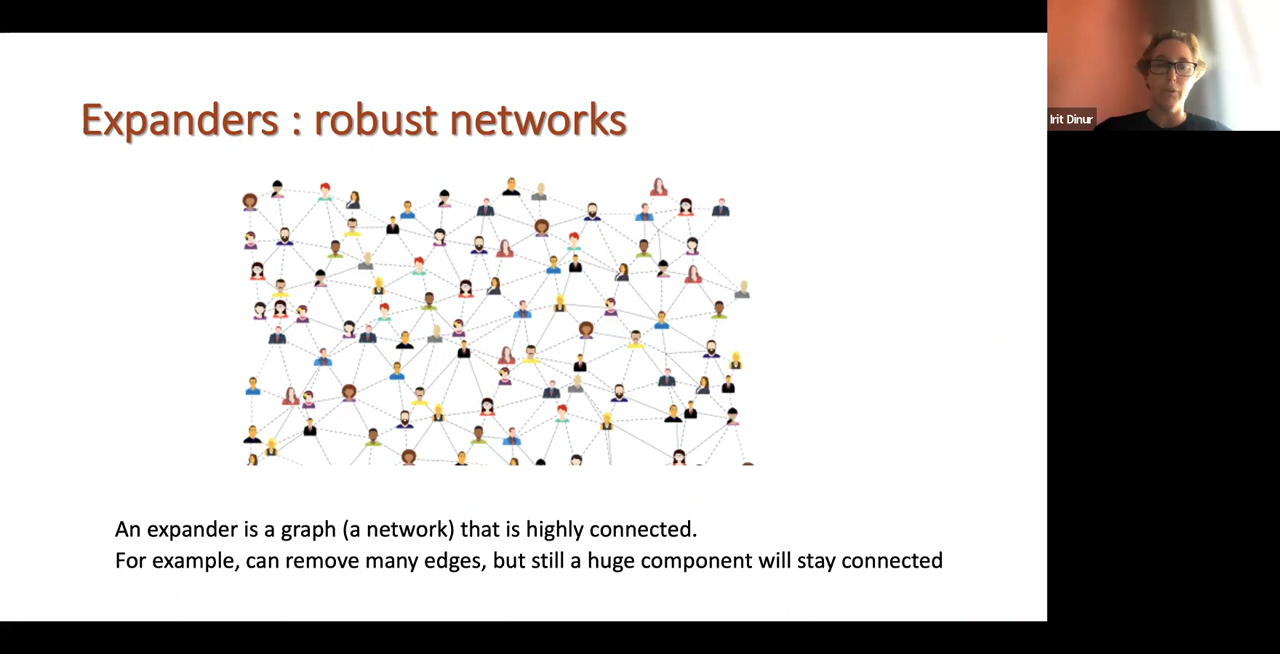 Expanders : robust networks
Irit Dinur
An expander is a graph (a network) that is highly connected.
For example, can remove many edges, but still a huge component will stay connected